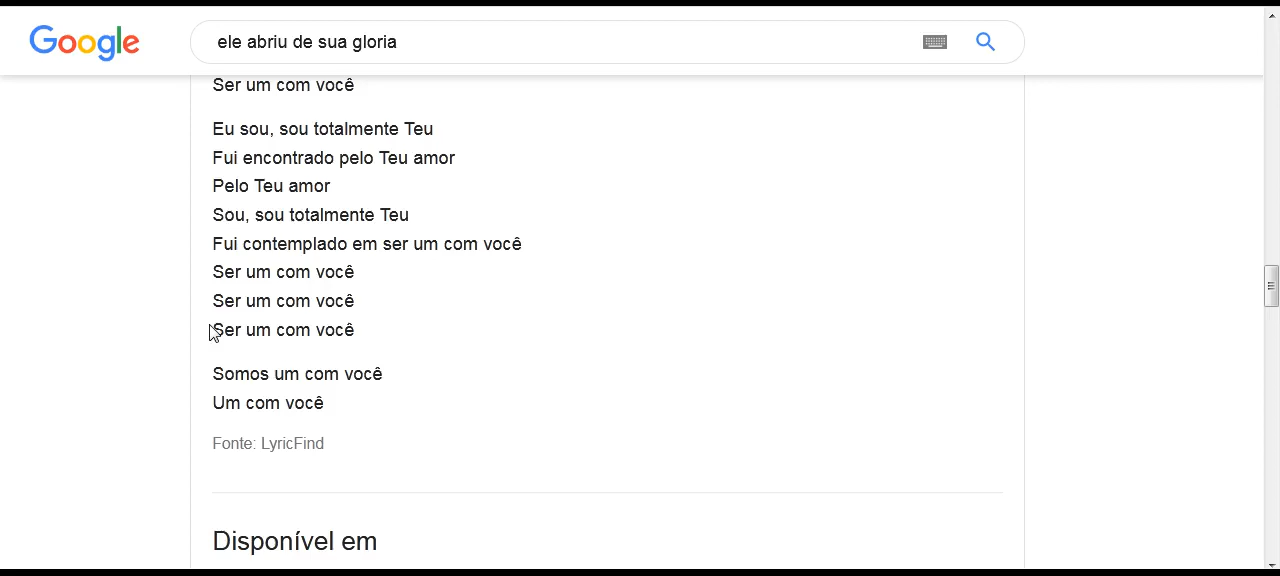 Google
ele abriu de sua gloria
Ser um com você
Eu sou, sou totalmente Teu
Fui encontrado pelo Teu amor
Pelo Teu amor
Sou, sou totalmente Teu
Fui contemplado em ser um com você
Ser um com você
Ser um com você
Ser um com você
Somos um com você
Um com você
Fonte: LyricFind
Disponível em